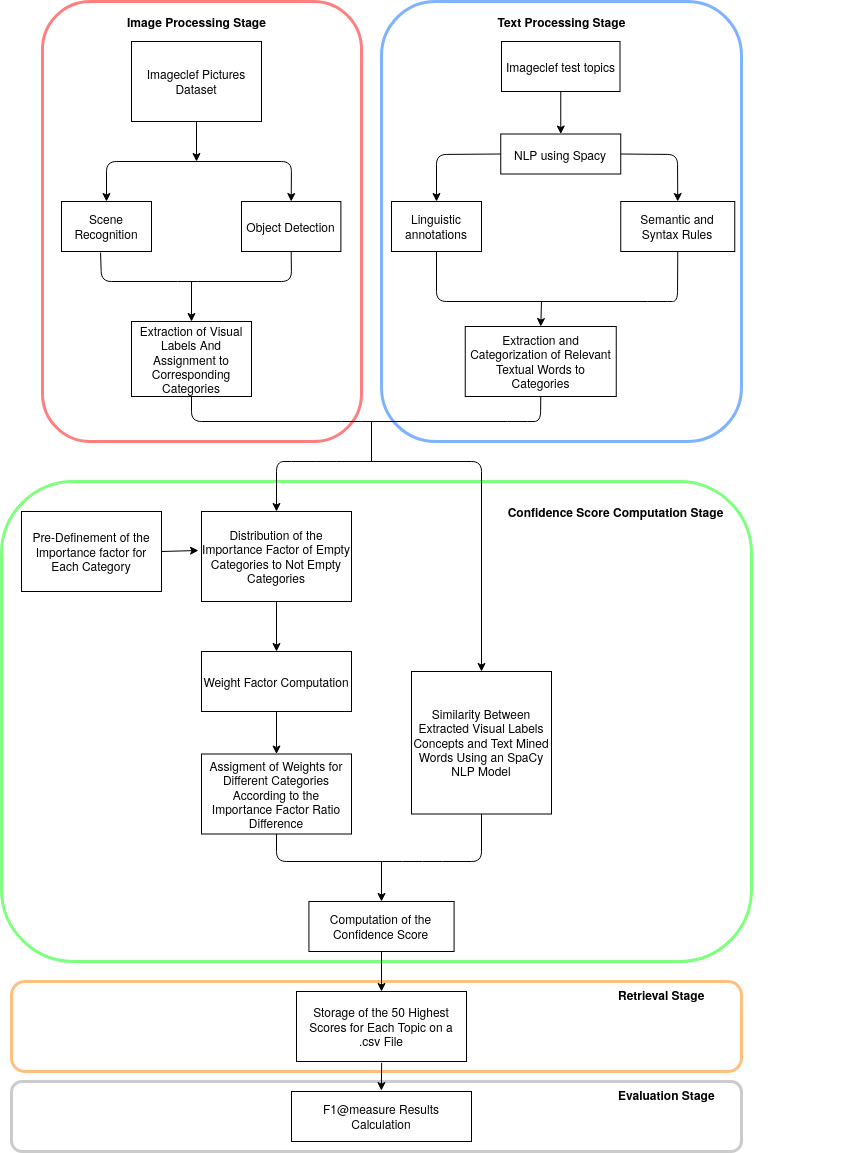 Image Processing Stage
Imageclef Pictures
Dataset
Scene
Recognition
Object Detection
Extraction of Visual
Labels And
Assignment to
Corresponding
Categories
Text Processing Stage
Imageclef test topics
NLP using Spacy
Linguistic
annotations
Semantic and
Syntax Rules
Extraction and
Categorization of Relevant
Textual Words to
Categories
Confidence Score Computation Stage
Pre-Definement of the
Importance factor for
Each Category
Distribution of the
Importance Factor of Empty
Categories to Not Empty
Categories
Weight Factor Computation
Assigment of Weights for
Different Categories
According to the
Importance Factor Ratio
Difference
Similarity Between
Extracted Visual Labels
Concepts and Text Mined
Words Using an SpaCy
NLP Model
Computation of the
Confidence Score
Retrieval Stage
Storage of the 50 Highest
Scores for Each Topic on a
.csv File
Evaluation Stage
F1@measure Results
Calculation